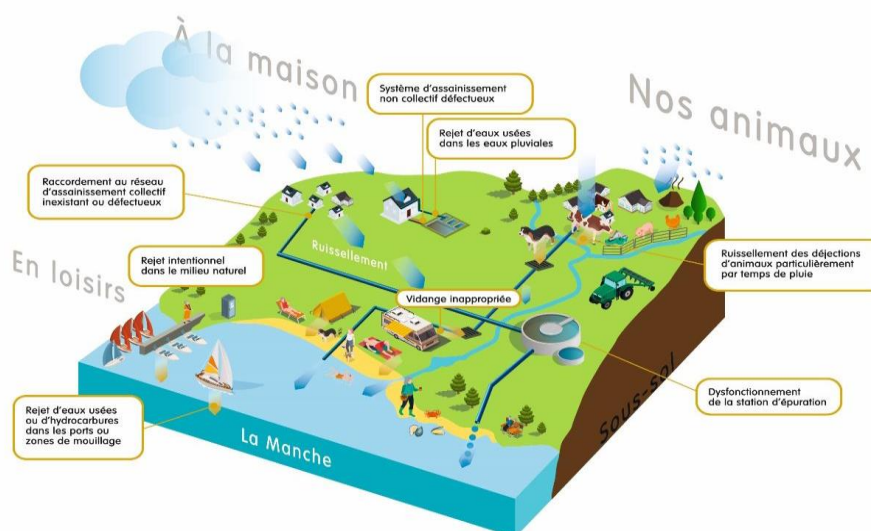 À la maison
Nos animaux
En loisirs
Système d'assainissement
non collectif défectueux
Rejet d'eaux usées
dans les eaux pluviales
Raccordement au réseau
d'assainissement collectif
inexistant ou défectueux
Rejet intentionnel
dans le milieu naturel
Ruissellement
Vidange inappropriée
Ruissellement des déjections
d'animaux particulièrement
par temps de pluie
Dysfonctionnement
de la station d'épuration
Rejet d'eaux usées
ou d'hydrocarbures
dans les ports ou
zones de mouillage
La Manche
Sous-sol